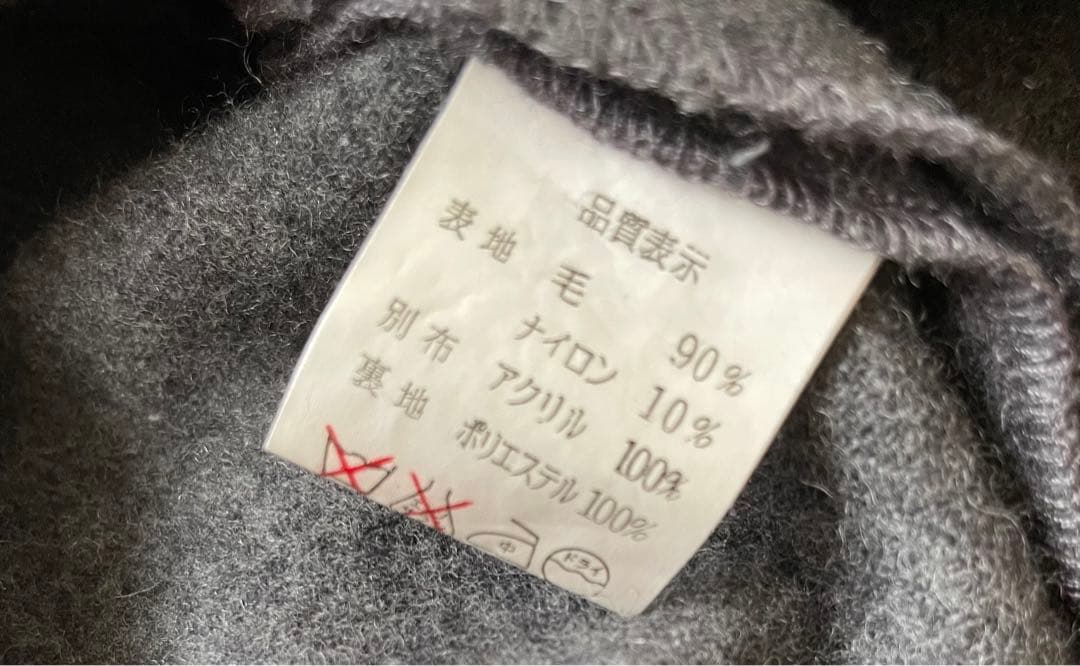 品質表示
表地 毛 90%
ナイロン 10%
別布 アクリル 100%
裏地 ポリエステル 100%
中 ドライ